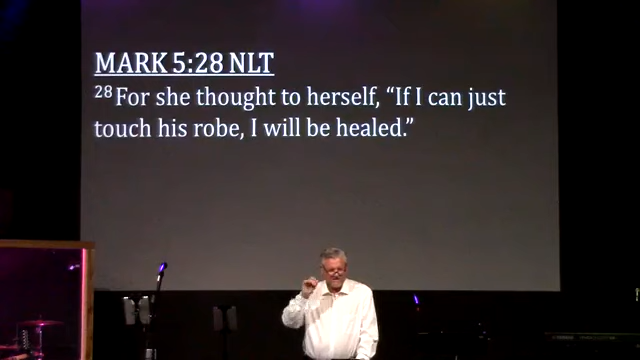 MARK 5:28 NLT
28 For she thought to herself, “If I can just
touch his robe, I will be healed.”